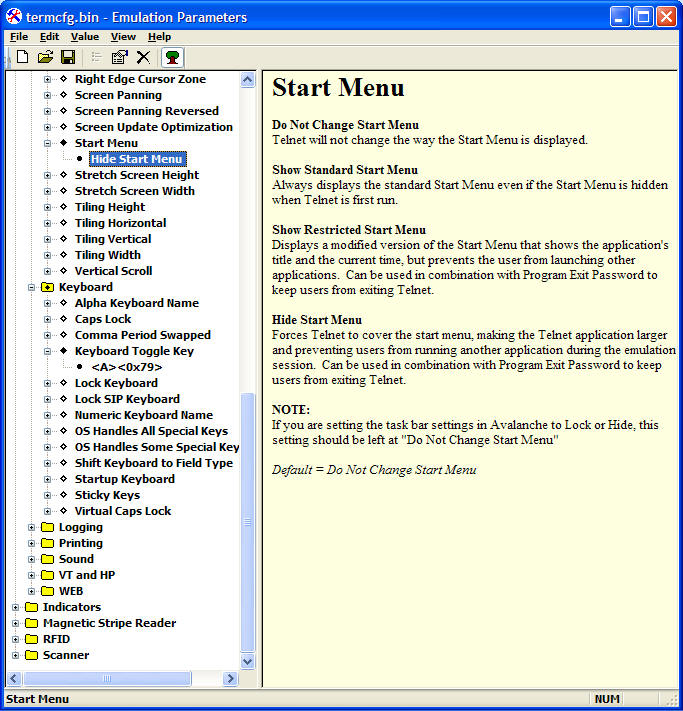 termcfg.bin - Emulation Parameters
File Edit Value View Help
Right Edge Cursor Zone
Screen Panning
Screen Panning Reversed
Screen Update Optimization
Start Menu
Hide Start Menu
Stretch Screen Height
Stretch Screen Width
Tiling Height
Tiling Horizontal
Tiling Vertical
Tiling Width
Vertical Scroll
Keyboard
Alpha Keyboard Name
Caps Lock
Comma Period Swapped
Keyboard Toggle Key
<A><0x79>
Lock Keyboard
Lock SIP Keyboard
Numeric Keyboard Name
OS Handles All Special Keys
OS Handles Some Special Key
Shift Keyboard to Field Type
Startup Keyboard
Sticky Keys
Virtual Caps Lock
Logging
Printing
Sound
VT and HP
WEB
Indicators
Magnetic Stripe Reader
RFID
Scanner
Start Menu
Do Not Change Start Menu
Telnet will not change the way the Start Menu is displayed.
Show Standard Start Menu
Always displays the standard Start Menu even if the Start Menu is hidden
when Telnet is first run.
Show Restricted Start Menu
Displays a modified version of the Start Menu that shows the application's
title and the current time, but prevents the user from launching other
applications.  Can be used in combination with Program Exit Password to
keep users from exiting Telnet.
Hide Start Menu
Forces Telnet to cover the start menu, making the Telnet application larger
and preventing users from running another application during the emulation
session.  Can be used in combination with Program Exit Password to keep
users from exiting Telnet.
NOTE:
If you are setting the task bar settings in Avalanche to Lock or Hide, this
setting should be left at "Do Not Change Start Menu"
Default = Do Not Change Start Menu
Start Menu
NUM